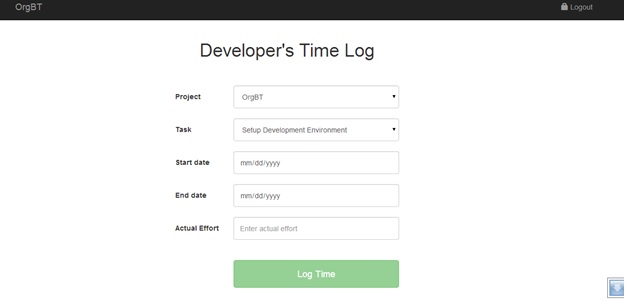 OrgBT Logout
Developer's Time Log
Project OrgBT
Task Setup Development Environment
Start date mm/dd/yyyy
End date mm/dd/yyyy
Actual Effort Enter actual effort
Log Time